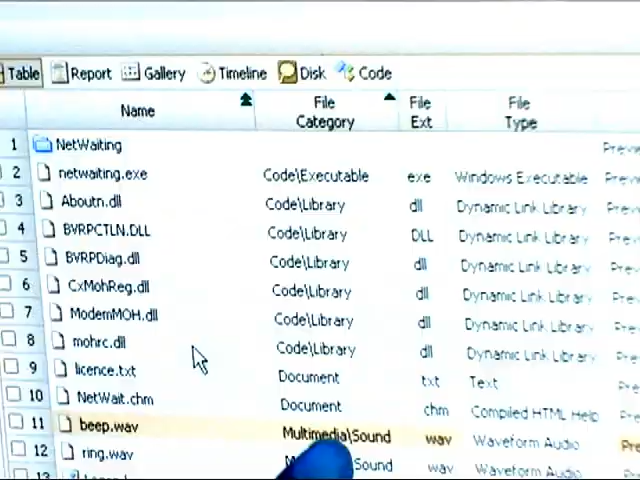 Table Report Gallery Timeline Disk Code
Name File Category File Ext File Type
1 NetWaiting
2 netwaiting.exe Code\Executable exe Windows Executable
3 Aboutn.dll Code\Library dll Dynamic Link Library
4 BVRPCTLN.DLL Code\Library DLL Dynamic Link Library
5 BVRPDiag.dll Code\Library dll Dynamic Link Library
6 CxMohReg.dll Code\Library dll Dynamic Link Library
7 ModemMOH.dll Code\Library dll Dynamic Link Library
8 mohrc.dll Code\Library dll Dynamic Link Library
9 licence.txt Document txt Text
10 NetWait.chm Document chm Compiled HTML Help
11 beep.wav Multimedia\Sound wav Waveform Audio
12 ring.wav Sound wav Waveform Audio
13